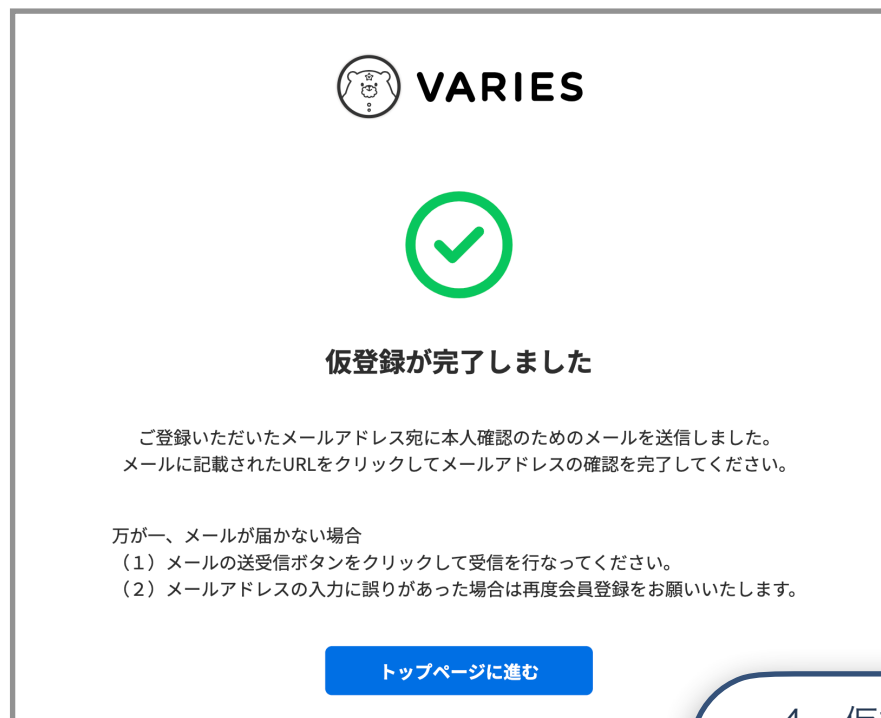 VARIES
仮登録が完了しました
ご登録いただいたメールアドレス宛に本人確認のためのメールを送信しました。
メールに記載されたURLをクリックしてメールアドレスの確認を完了してください。
万が一、メールが届かない場合
（１）メールの送受信ボタンをクリックして受信を行なってください。
（２）メールアドレスの入力に誤りがあった場合は再度会員登録をお願いいたします。
トップページに進む
4 仮